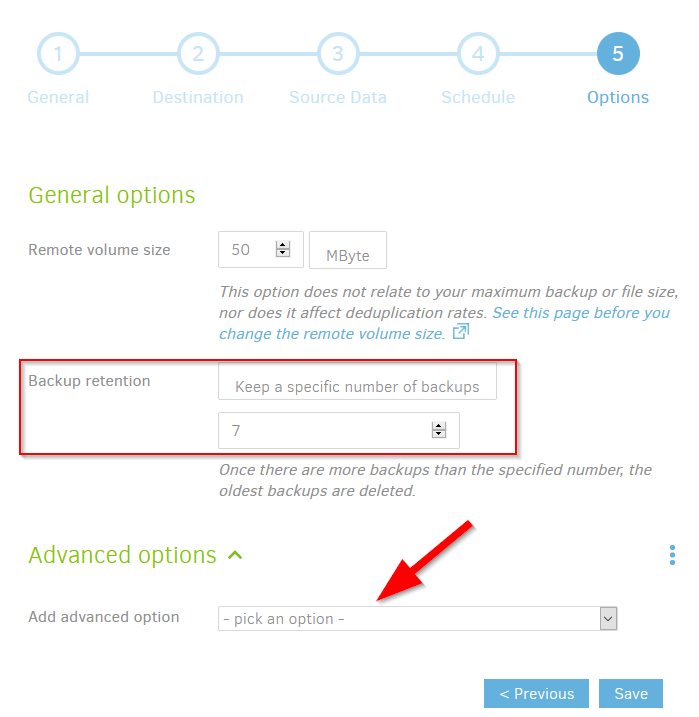 1 2 3 4 5
General Destination Source Data Schedule Options
General options
Remote volume size 50 MByte
This option does not relate to your maximum backup or file size,
nor does it affect deduplication rates. See this page before you
change the remote volume size.
Backup retention Keep a specific number of backups
7
Once there are more backups than the specified number, the
oldest backups are deleted.
Advanced options
Add advanced option - pick an option -
< Previous Save